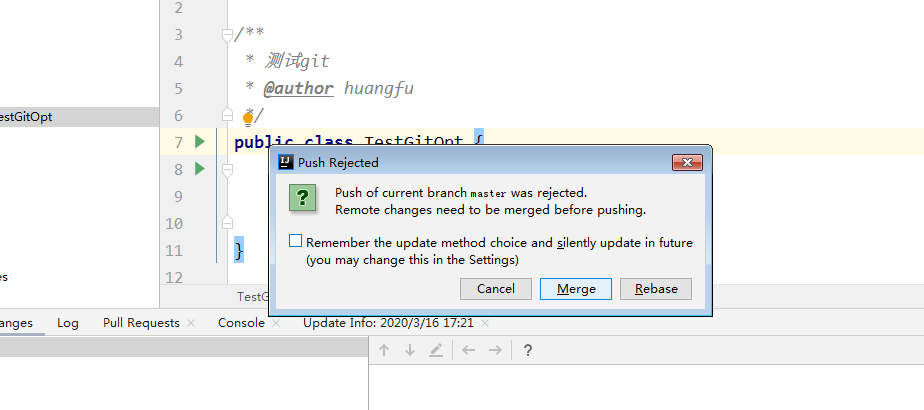 2
3 /**
4 * 测试git
5 * @author huangfu
estGitOpt
6 */
7 public class TestGitOpt {
8
9
10
11 }
12
Push Rejected
Push of current branch master was rejected.
Remote changes need to be merged before pushing.
Remember the update method choice and silently update in future
(you may change this in the Settings)
Cancel Merge Rebase
es
TestG
anges Log Pull Requests × Console × Update Info: 2020/3/16 17:21 ×
?